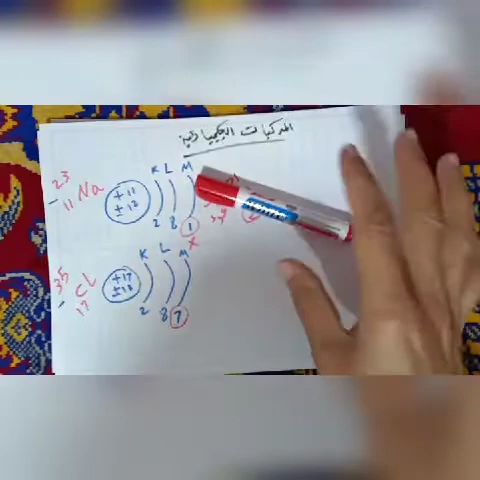 المركبات الكيميائية
K L M
23
11 Na
+11
±12
2 8 1
x
K L M
35
17 Cl
+17
±18
2 8 7